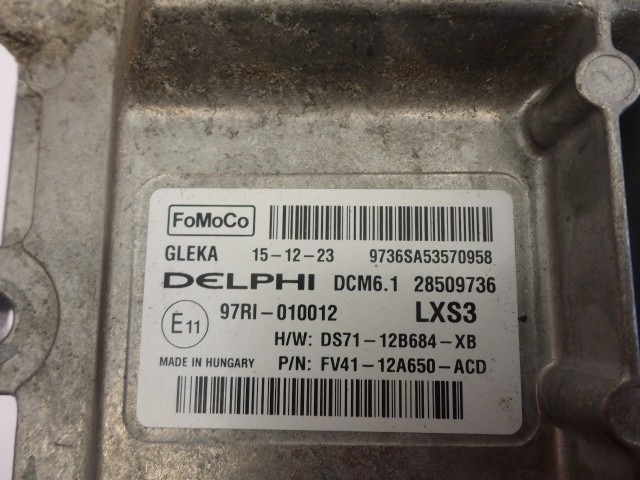 FoMoCo
GLEKA 15-12-23 9736SA53570958
DELPHI DCM6.1 28509736
E11 97RI-010012 LXS3
H/W: DS71-12B684-XB
MADE IN HUNGARY P/N: FV41-12A650-ACD